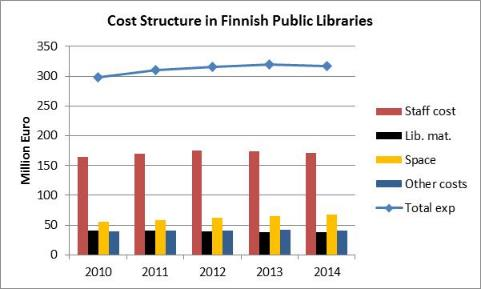 Cost Structure in Finnish Public Libraries
Million Euro
350
300
250
200
150
100
50
0
2010 2011 2012 2013 2014
Staff cost
Lib. mat.
Space
Other costs
Total exp